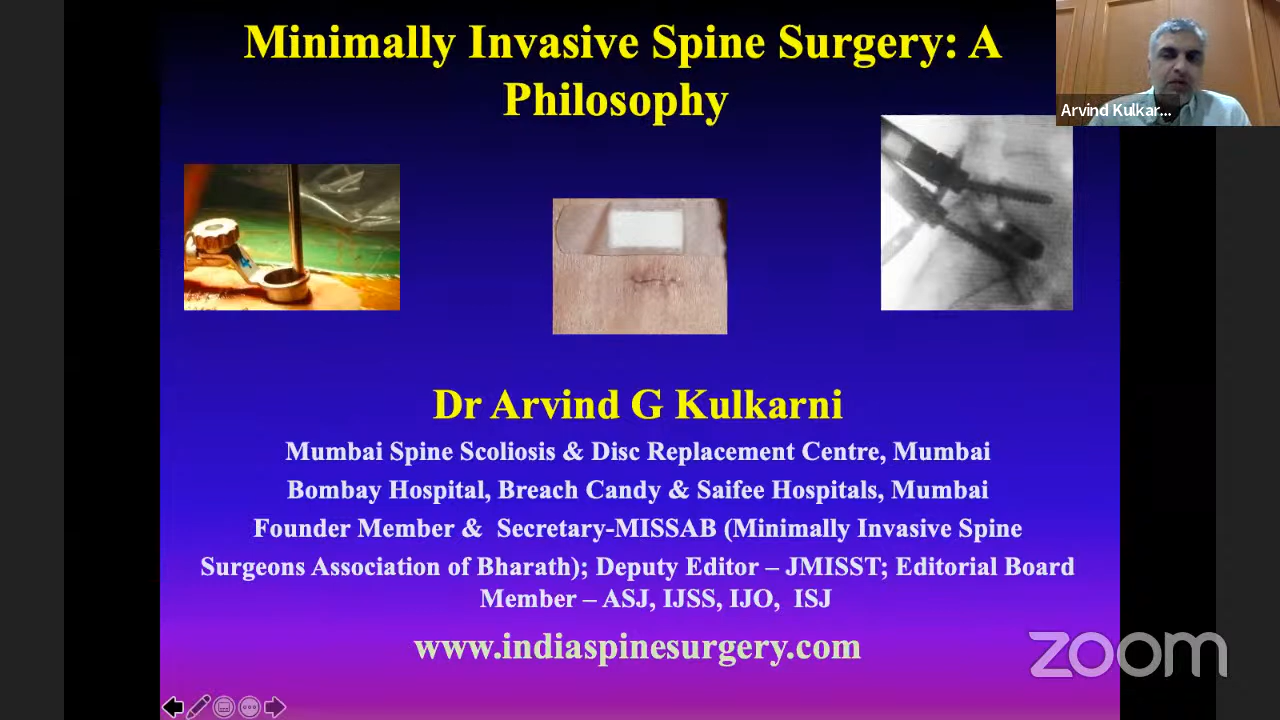 Minimally Invasive Spine Surgery: A
Philosophy
Arvind Kulkar...
Dr Arvind G Kulkarni
Mumbai Spine Scoliosis & Disc Replacement Centre, Mumbai
Bombay Hospital, Breach Candy & Saifee Hospitals, Mumbai
Founder Member & Secretary-MISSAB (Minimally Invasive Spine
Surgeons Association of Bharath); Deputy Editor – JMISST; Editorial Board
Member – ASJ, IJSS, IJO, ISJ
www.indiaspinesurgery.com
zoom